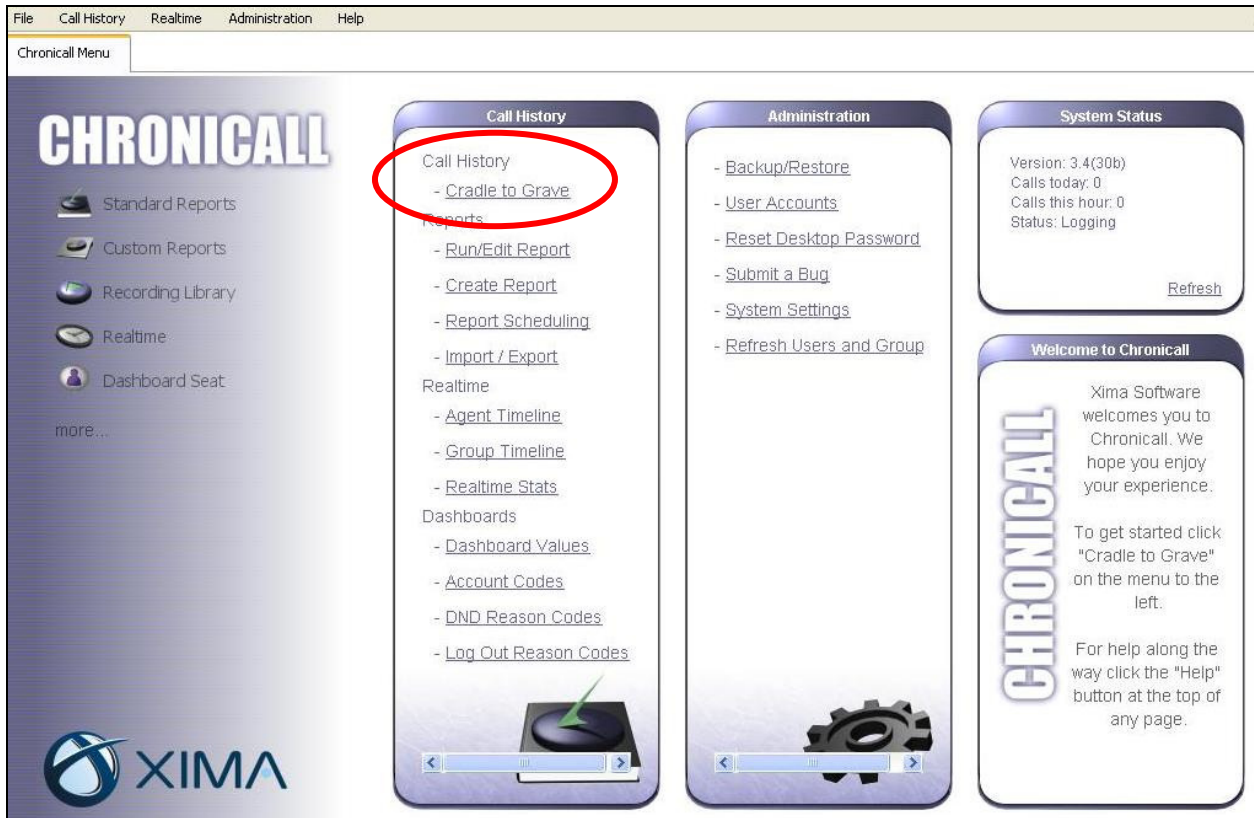 File Call History Realtime Administration Help
Chronicall Menu
CHRONICALL
Standard Reports
Custom Reports
Recording Library
Realtime
Dashboard Seat
more...
XIMA
Call History
Call History
- Cradle to Grave
Reports
- Run/Edit Report
- Create Report
- Report Scheduling
- Import / Export
Realtime
- Agent Timeline
- Group Timeline
- Realtime Stats
Dashboards
- Dashboard Values
- Account Codes
- DND Reason Codes
- Log Out Reason Codes
Administration
- Backup/Restore
- User Accounts
- Reset Desktop Password
- Submit a Bug
- System Settings
- Refresh Users and Group
System Status
Version: 3.4(30b)
Calls today: 0
Calls this hour: 0
Status: Logging
Refresh
Welcome to Chronicall
CHRONICALL
Xima Software
welcomes you to
Chronicall. We
hope you enjoy
your experience.
To get started click
"Cradle to Grave"
on the menu to the
left.
For help along the
way click the "Help"
button at the top of
any page.